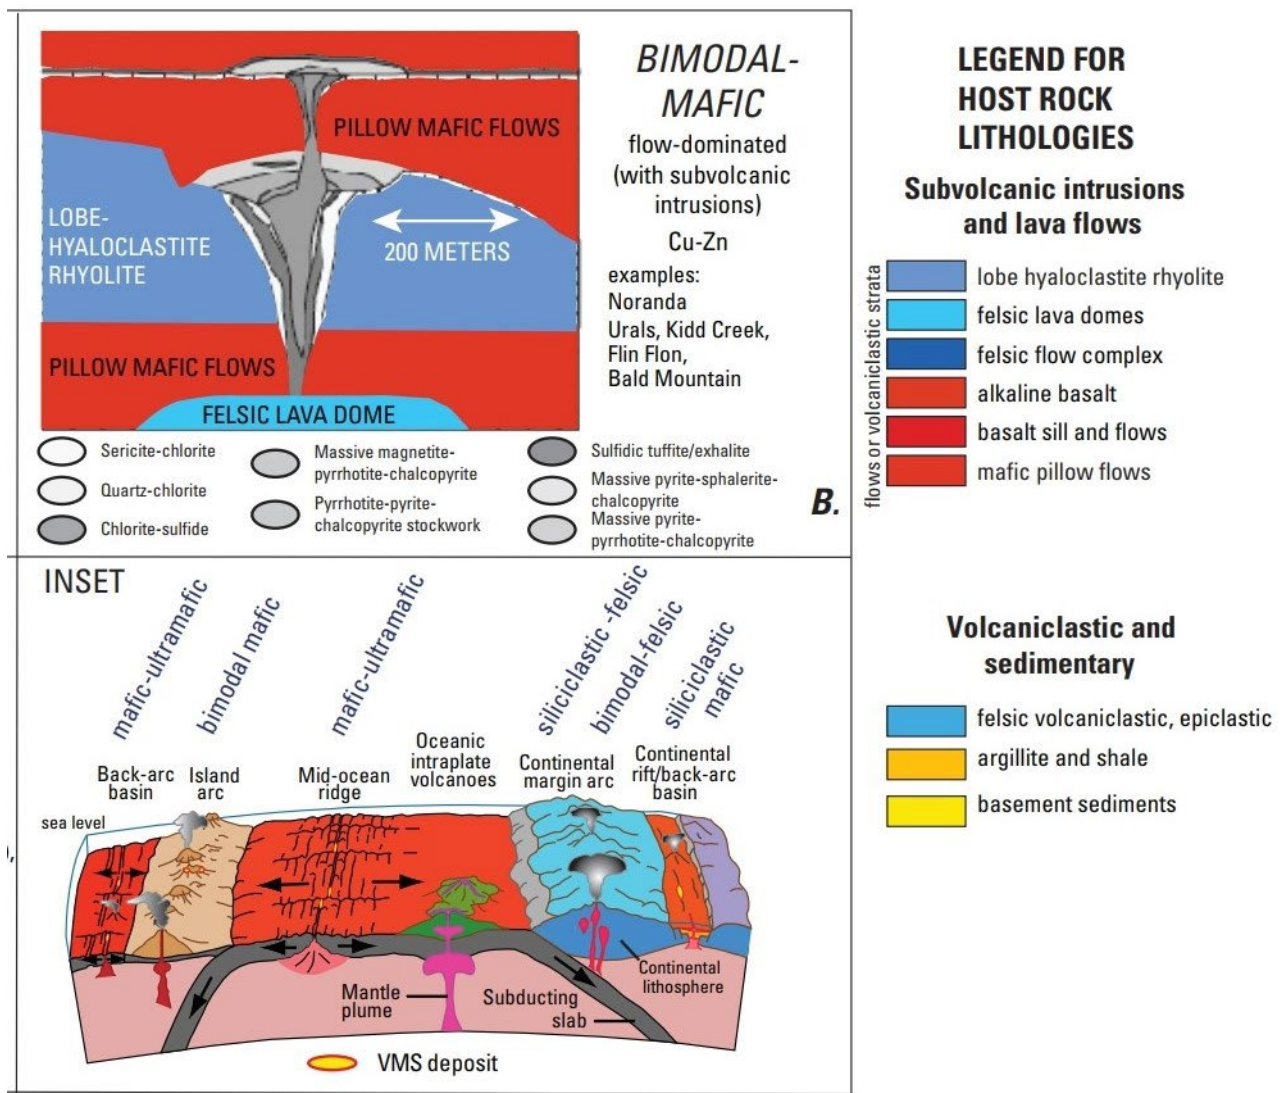 BIMODAL-
MAFIC
flow-dominated
(with subvolcanic
intrusions)
Cu-Zn
examples:
Noranda
Urals, Kidd Creek,
Flin Flon,
Bald Mountain
B.
PILLOW MAFIC FLOWS
LOBE-
HYALOCLASTITE
RHYOLITE
200 METERS
PILLOW MAFIC FLOWS
FELSIC LAVA DOME
Sericite-chlorite
Quartz-chlorite
Chlorite-sulfide
Massive magnetite-
pyrrhotite-chalcopyrite
Pyrrhotite-pyrite-
chalcopyrite stockwork
Sulfidic tuffite/exhalite
Massive pyrite-sphalerite-
chalcopyrite
Massive pyrite-
pyrrhotite-chalcopyrite
LEGEND FOR
HOST ROCK
LITHOLOGIES
Subvolcanic intrusions
and lava flows
flows or volcaniclastic strata
lobe hyaloclastite rhyolite
felsic lava domes
felsic flow complex
alkaline basalt
basalt sill and flows
mafic pillow flows
Volcaniclastic and
sedimentary
felsic volcaniclastic, epiclastic
argillite and shale
basement sediments
INSET
mafic-ultramafic
bimodal mafic
mafic-ultramafic
siliciclastic -felsic
bimodal-felsic
siliciclastic
mafic
Back-arc
basin
Island
arc
Mid-ocean
ridge
Oceanic
intraplate
volcanoes
Continental
margin arc
Continental
rift/back-arc
basin
sea level
Mantle
plume
Subducting
slab
Continental
lithosphere
VMS deposit